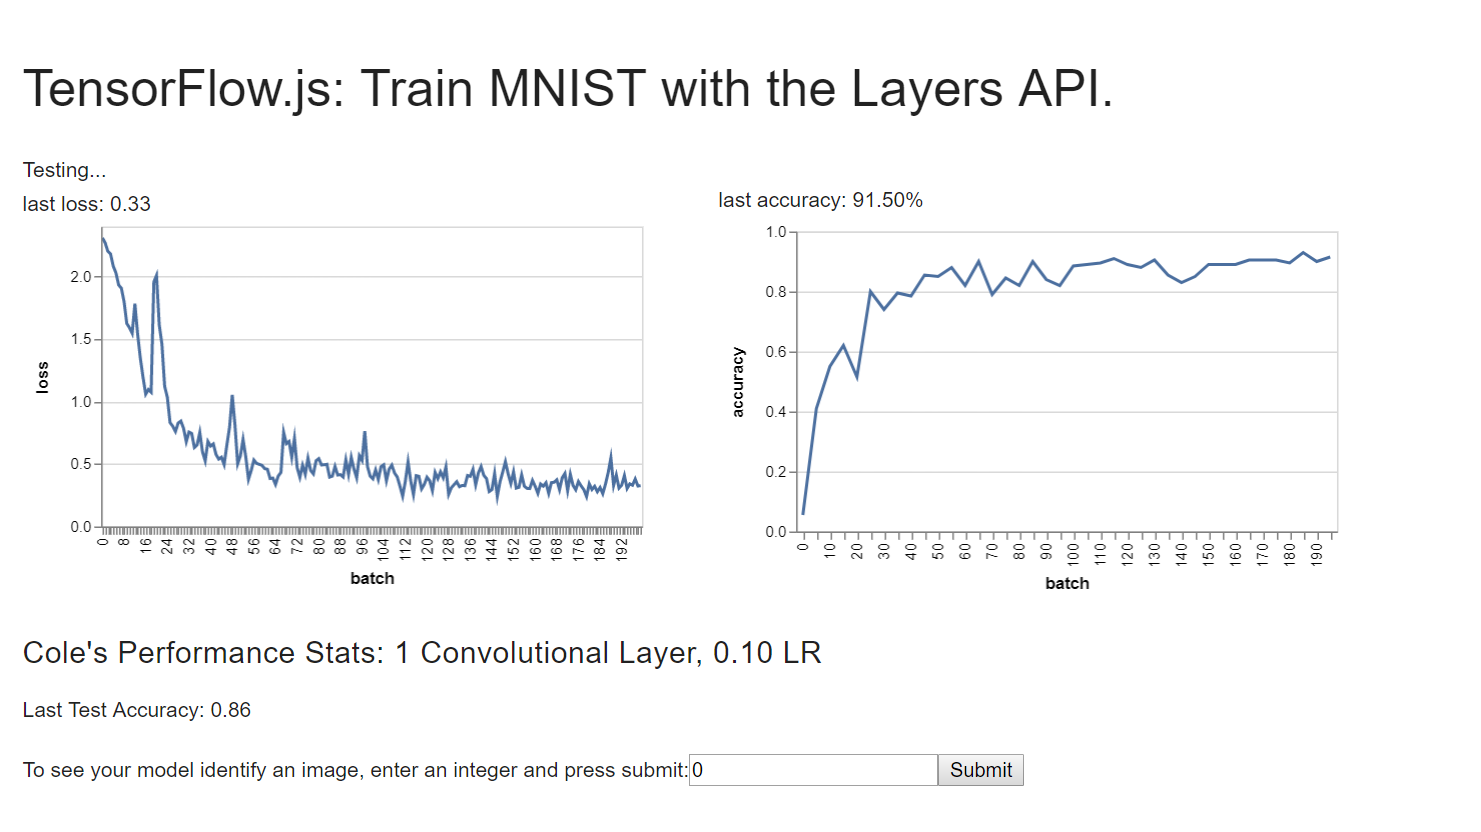 TensorFlow.js: Train MNIST with the Layers API.
Testing...
last loss: 0.33
2.0
1.5
1.0
0.5
0.0
loss
0 8 16 24 32 40 48 56 64 72 80 88 96 104 112 120 128 136 144 152 160 168 176 184 192
batch
last accuracy: 91.50%
1.0
0.8
0.6
0.4
0.2
0.0
accuracy
0 10 20 30 40 50 60 70 80 90 100 110 120 130 140 150 160 170 180 190
batch
Cole's Performance Stats: 1 Convolutional Layer, 0.10 LR
Last Test Accuracy: 0.86
To see your model identify an image, enter an integer and press submit: 0 Submit